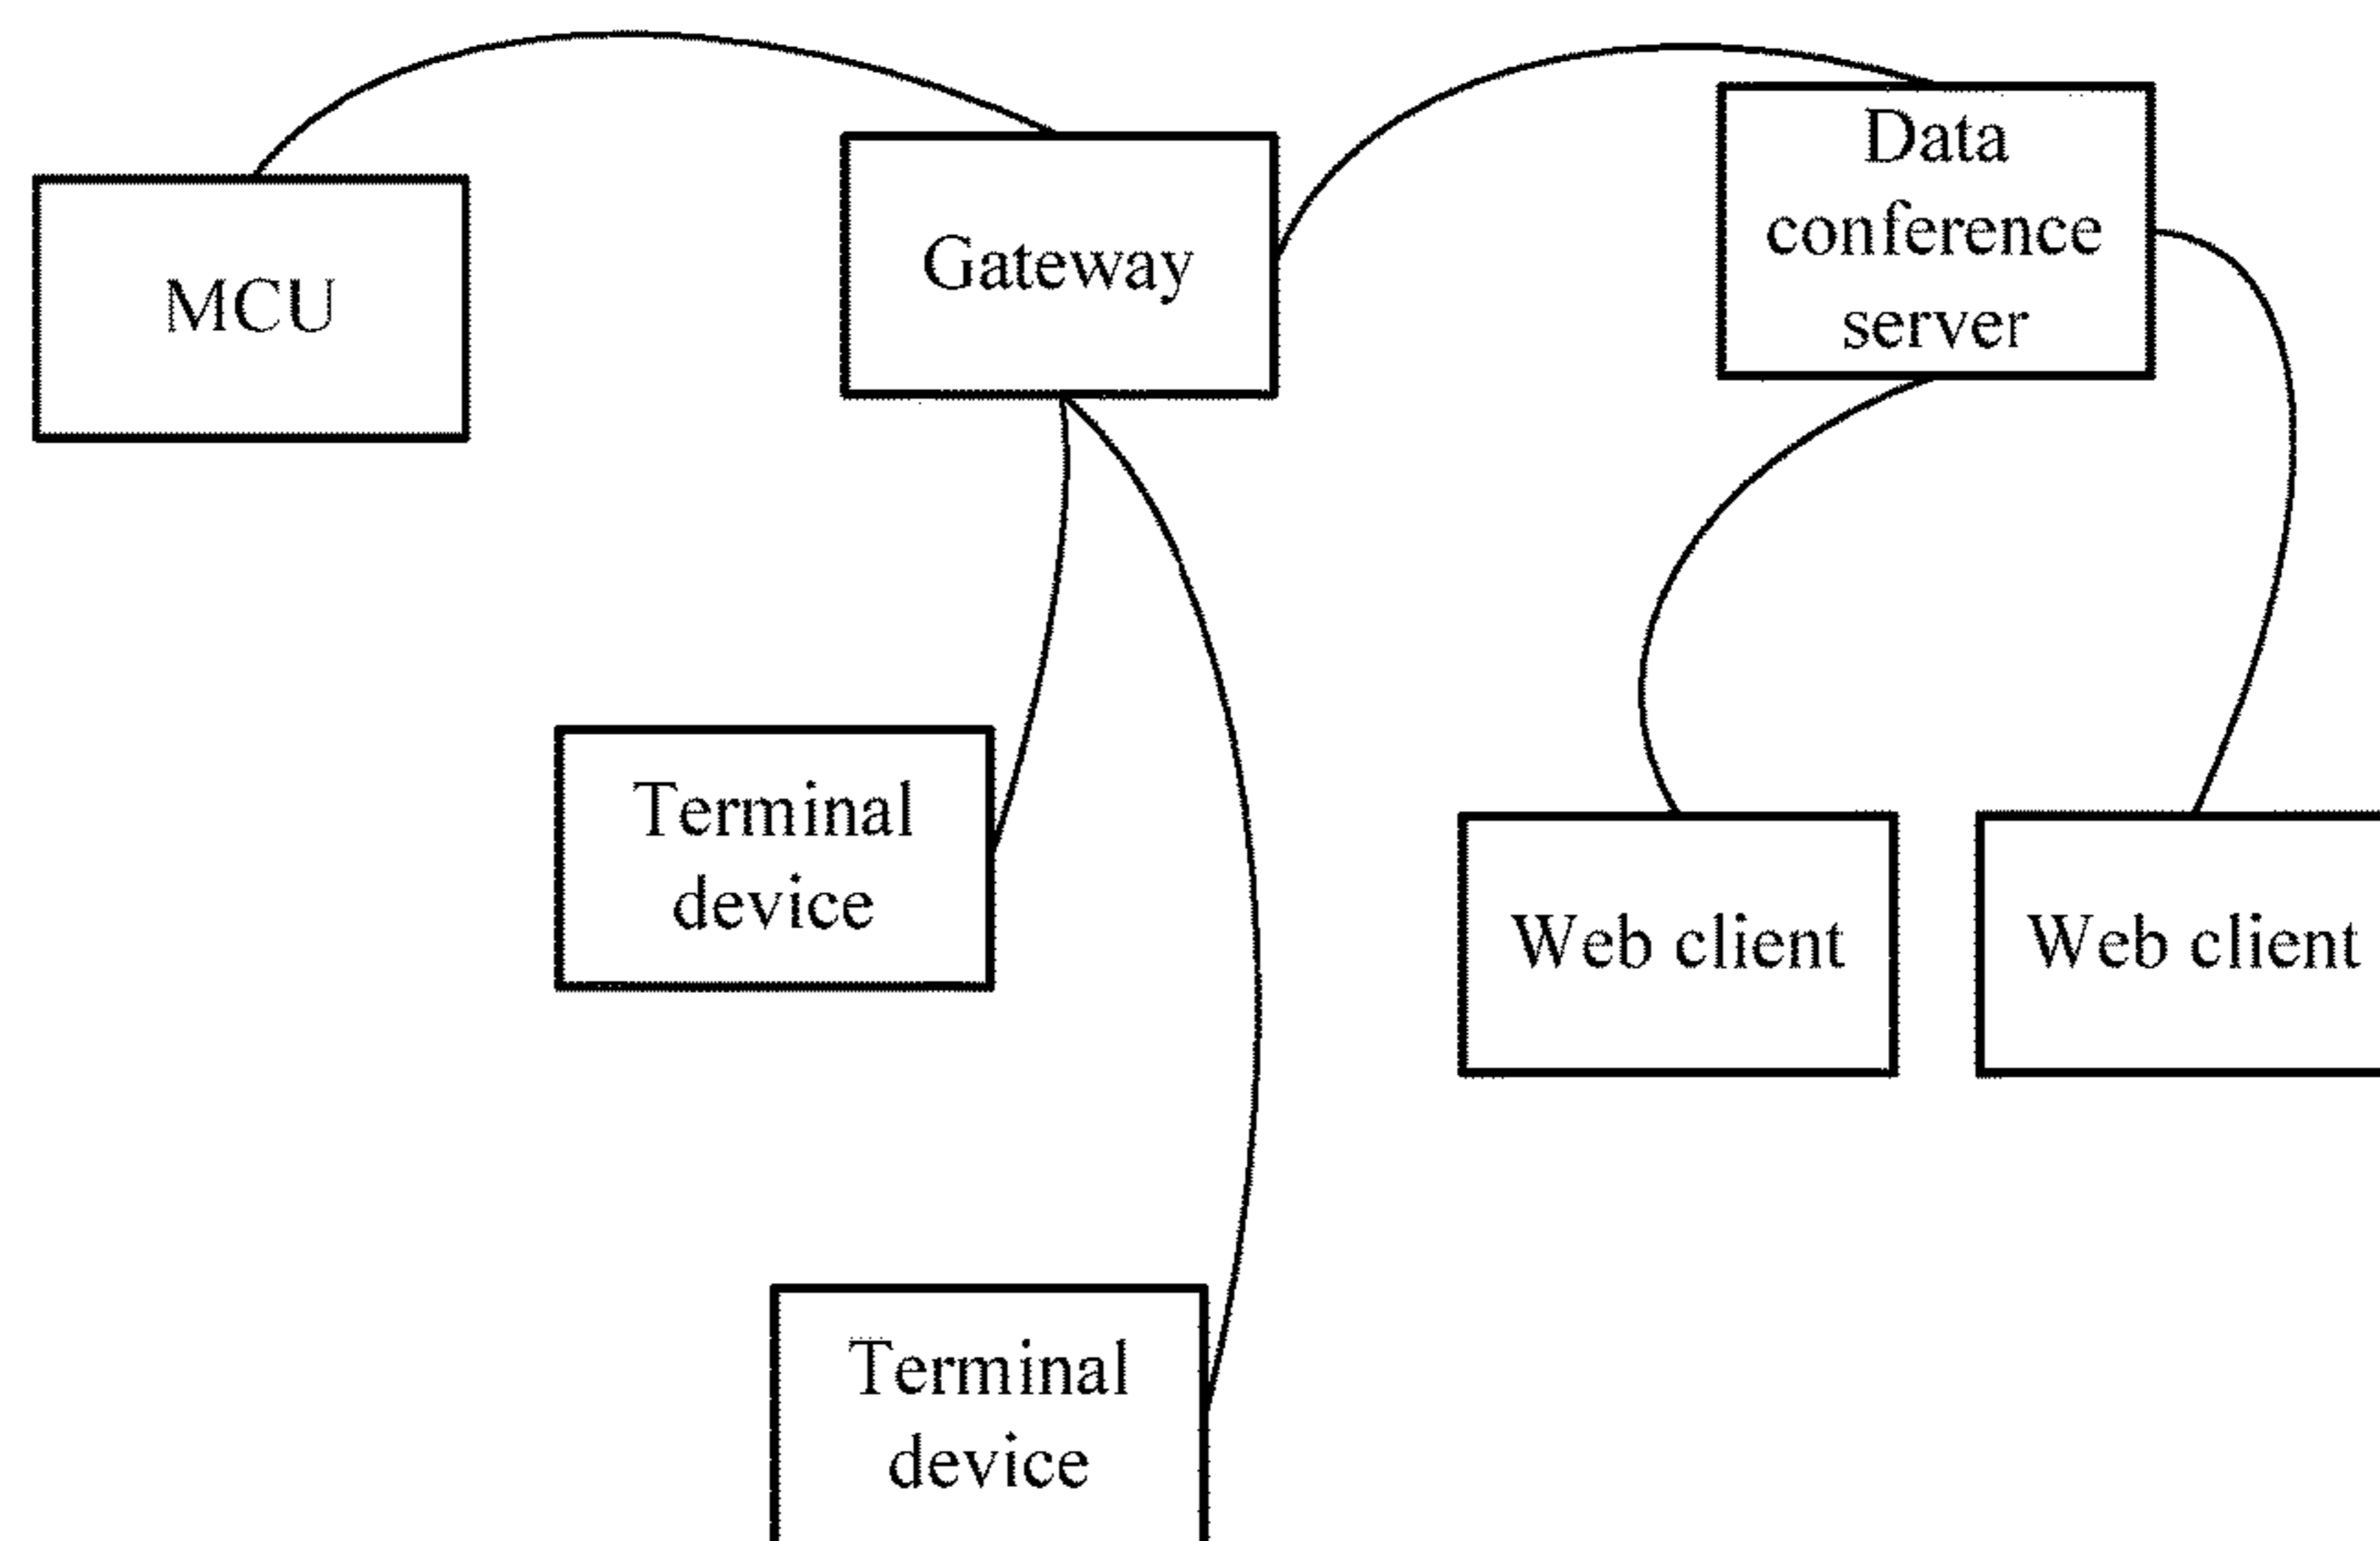 MCU
Gateway
Data
conference
server
Terminal
device
Web client
Web client
Terminal
device